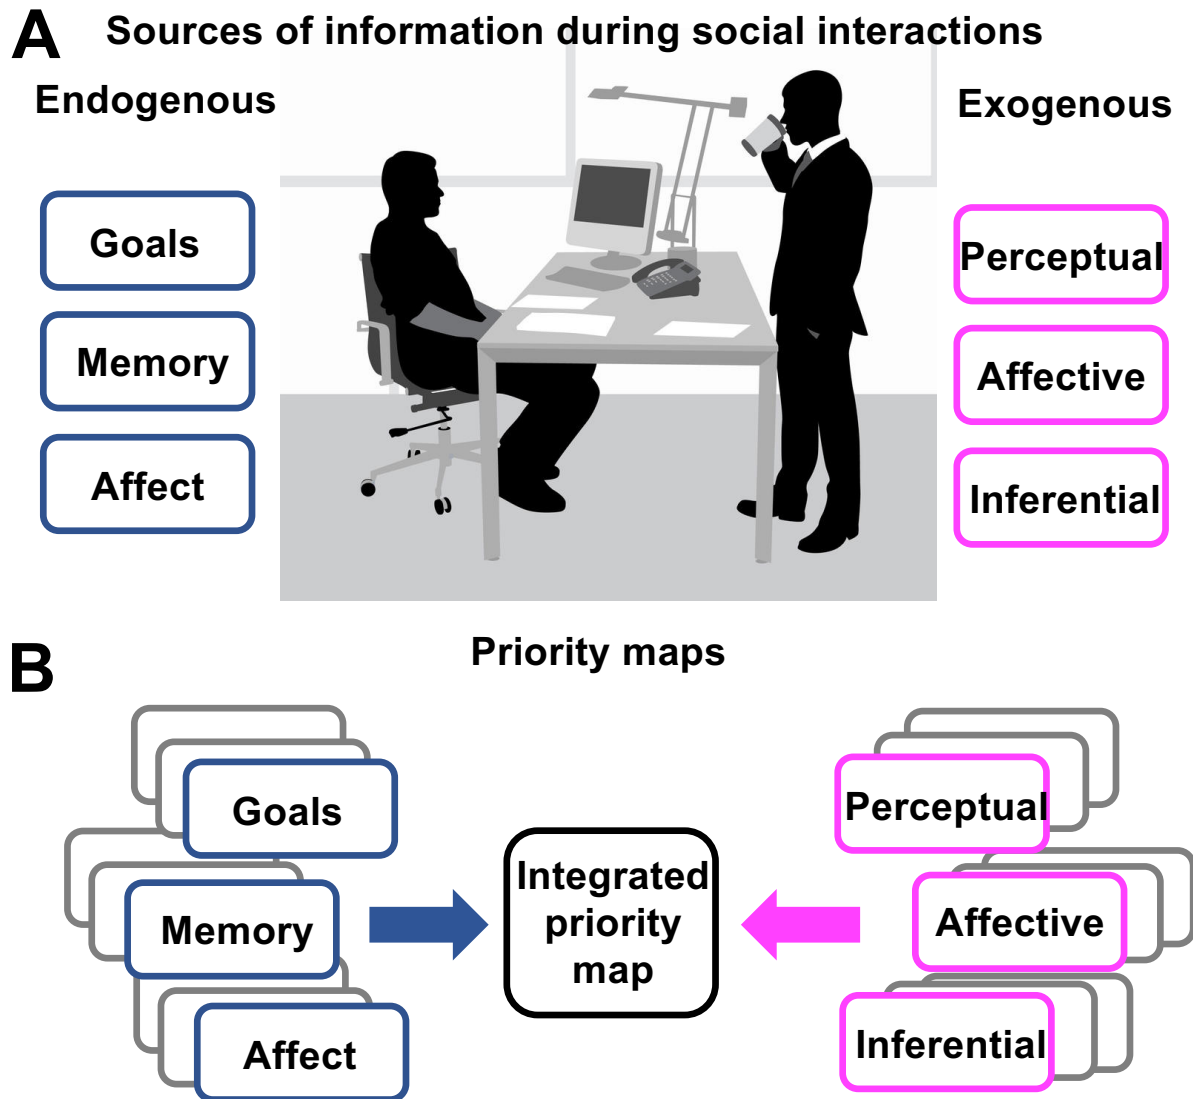 A
Sources of information during social interactions
Endogenous
Exogenous
Goals
Memory
Affect
Perceptual
Affective
Inferential
B
Priority maps
Goals
Memory
Affect
Integrated
priority
map
Perceptual
Affective
Inferential